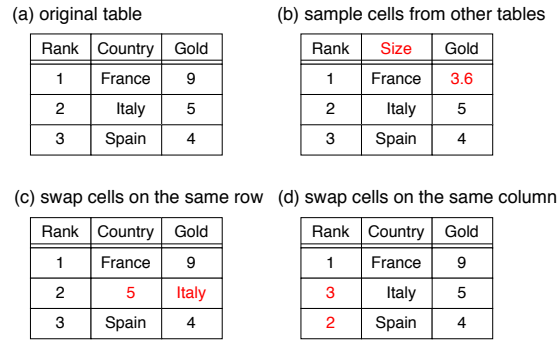 (a) original table
Rank Country Gold
1 France 9
2 Italy 5
3 Spain 4
(b) sample cells from other tables
Rank Size Gold
1 France 3.6
2 Italy 5
3 Spain 4
(c) swap cells on the same row
Rank Country Gold
1 France 9
2 5 Italy
3 Spain 4
(d) swap cells on the same column
Rank Country Gold
1 France 9
3 Italy 5
2 Spain 4